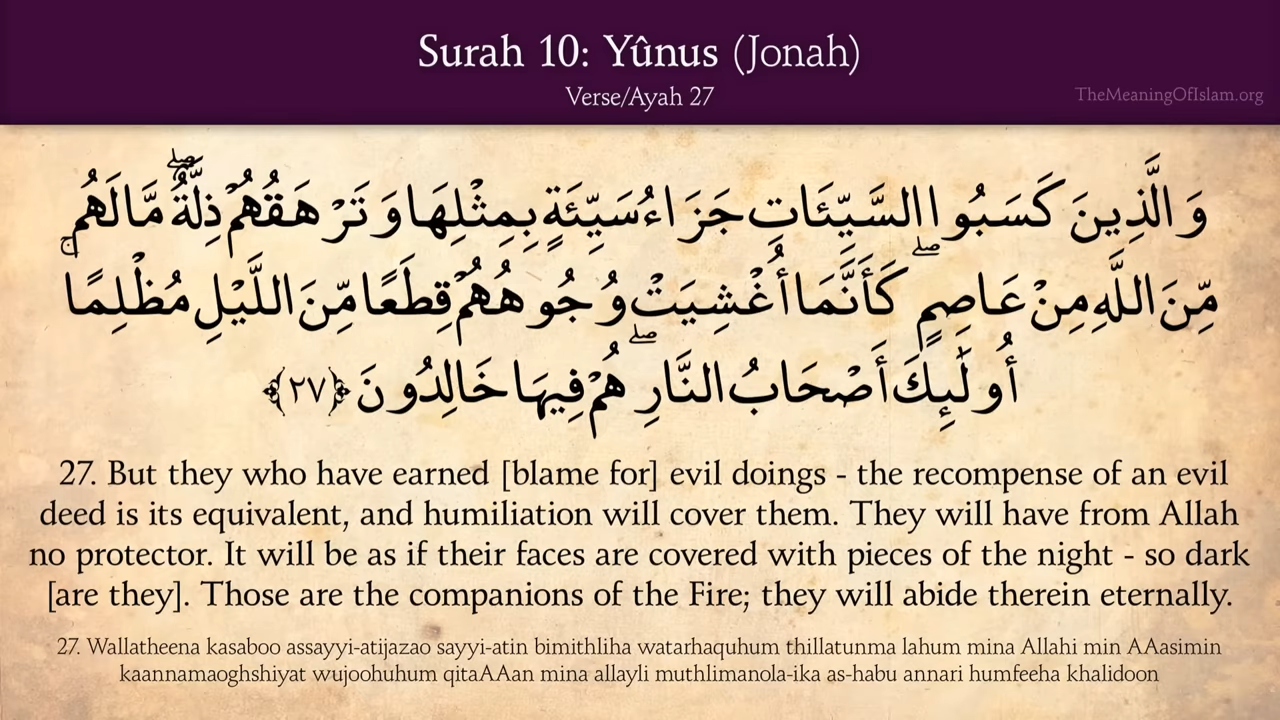 Surah 10: Yûnus (Jonah)
Verse/Ayah 27
TheMeaningOfIslam.org
وَالَّذِينَ كَسَبُوا السَّيِّئَاتِ جَزَاءُ سَيِّئَةٍ بِمِثْلِهَا وَتَرْهَقُهُمْ ذِلَّةٌ ۖ مَّا لَهُم
مِّنَ اللَّهِ مِنْ عَاصِمٍ ۖ كَأَنَّمَا أُغْشِيَتْ وُجُوهُهُمْ قِطَعًا مِّنَ اللَّيْلِ مُظْلِمًا ۚ
أُولَٰئِكَ أَصْحَابُ النَّارِ ۖ هُمْ فِيهَا خَالِدُونَ ﴿٢٧﴾
27. But they who have earned [blame for] evil doings - the recompense of an evil
deed is its equivalent, and humiliation will cover them. They will have from Allah
no protector. It will be as if their faces are covered with pieces of the night - so dark
[are they]. Those are the companions of the Fire; they will abide therein eternally.
27. Wallatheena kasaboo assayyi-atijazao sayyi-atin bimithliha watarhaquhum thillatunma lahum mina Allahi min AAasimin
kaannamaoghshiyat wujoohuhum qitaAAan mina allayli muthlimanola-ika as-habu annari humfeeha khalidoon